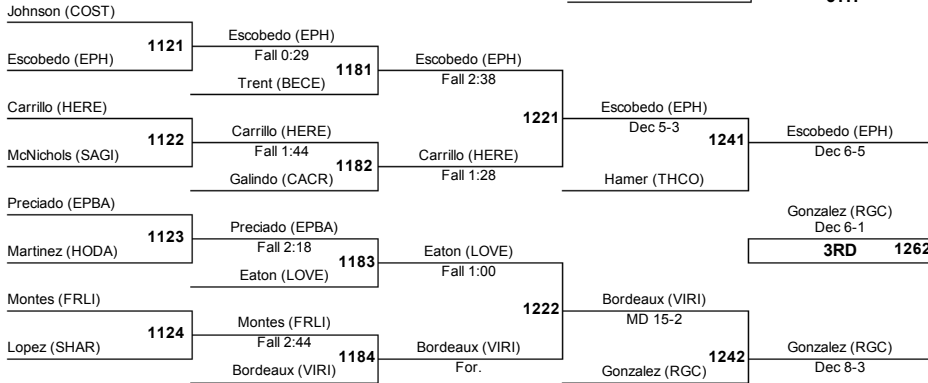 Johnson (COST)
1121
Escobedo (EPH)
Escobedo (EPH)
Fall 0:29
1181
Trent (BECE)
Escobedo (EPH)
Fall 2:38
Carrillo (HERE)
1122
McNichols (SAGI)
Carrillo (HERE)
Fall 1:44
1182
Galindo (CACR)
Carrillo (HERE)
Fall 1:28
1221
Escobedo (EPH)
Dec 5-3
1241
Hamer (THCO)
Escobedo (EPH)
Dec 6-5
Preciado (EPBA)
1123
Martinez (HODA)
Preciado (EPBA)
Fall 2:18
1183
Eaton (LOVE)
Eaton (LOVE)
Fall 1:00
Montes (FRLI)
1124
Lopez (SHAR)
Montes (FRLI)
Fall 2:44
1184
Bordeaux (VIRI)
Bordeaux (VIRI)
For.
1222
Bordeaux (VIRI)
MD 15-2
1242
Gonzalez (RGC)
Gonzalez (RGC)
Dec 8-3
Gonzalez (RGC)
Dec 6-1
3RD 1262